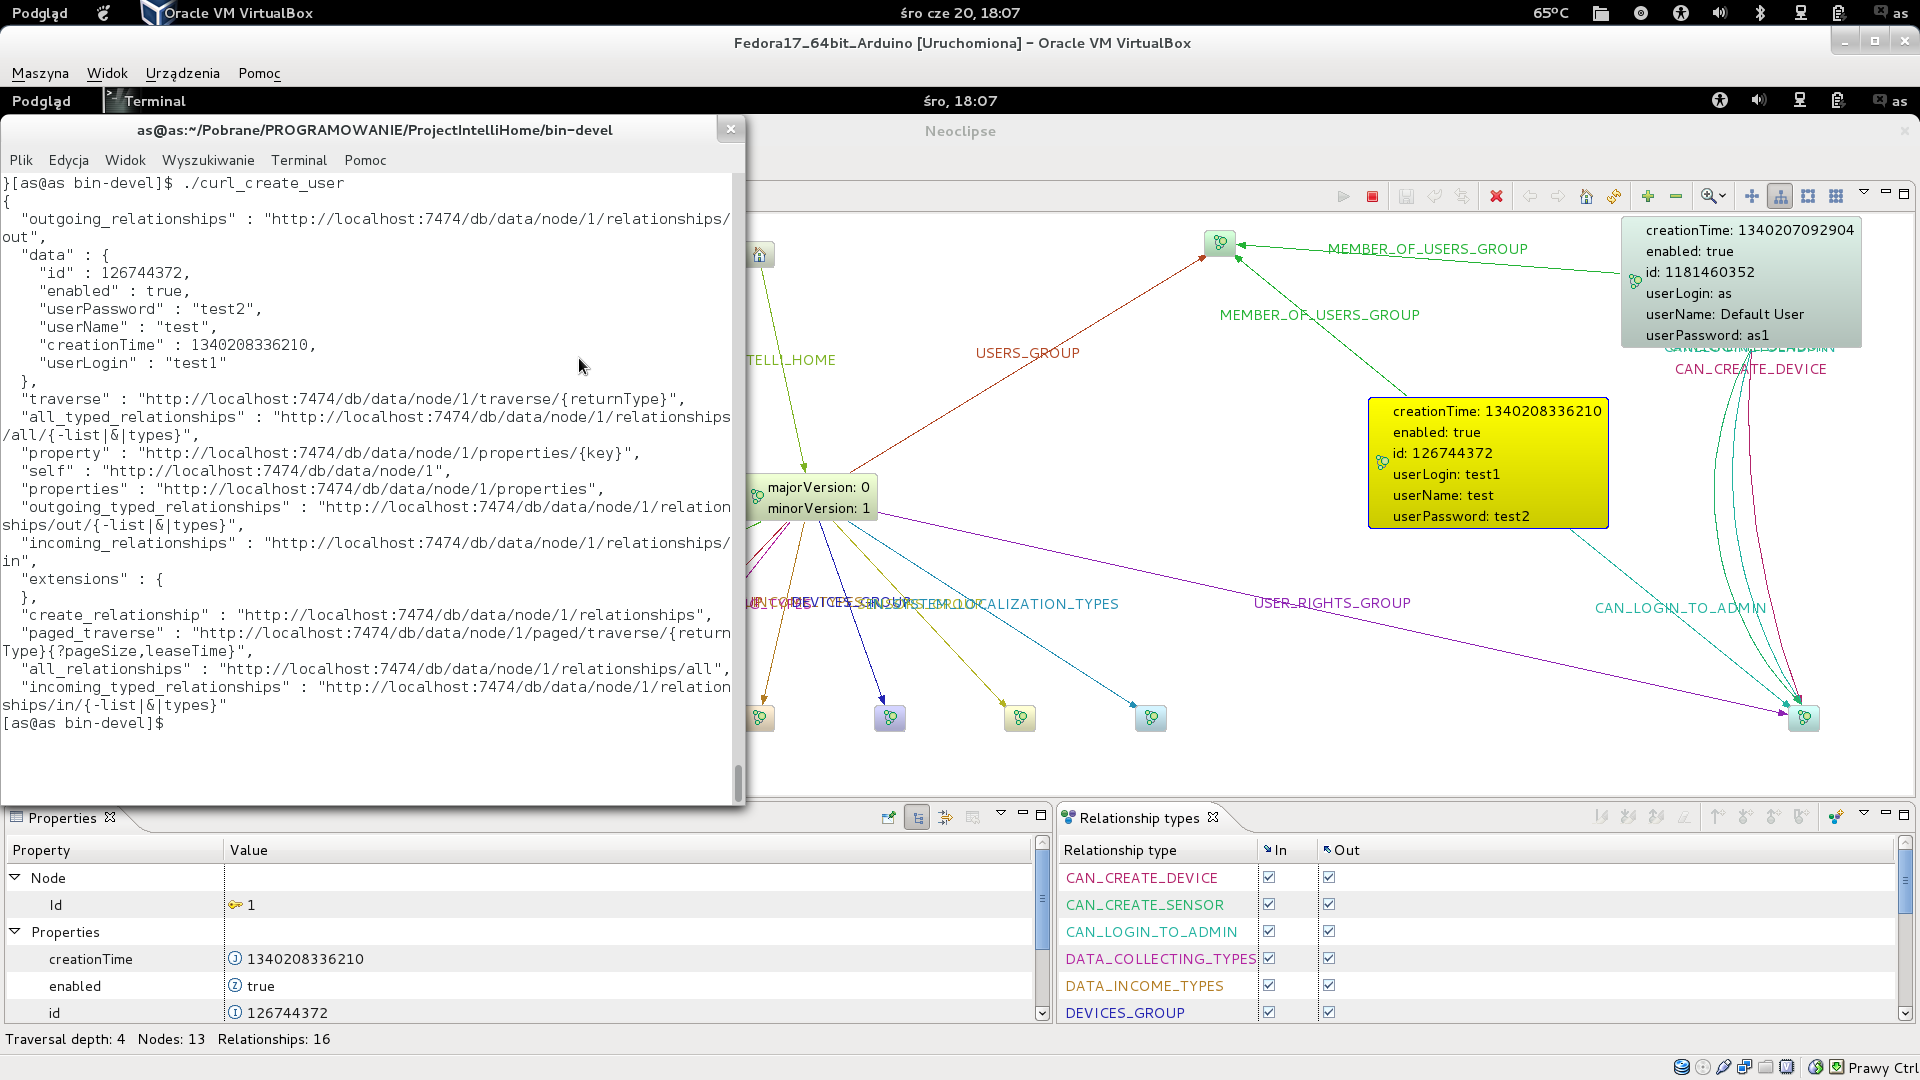 Podgląd
Oracle VM VirtualBox
śro cze 20, 18:07
65°C
as
Fedora17_64bit_Arduino [Uruchomiona] – Oracle VM VirtualBox
Maszyna Widok Urządzenia Pomoc
Podgląd
Terminal
śro, 18:07
as
as@as:~/Pobrane/PROGRAMOWANIE/ProjectIntelliHome/bin-devel
Plik Edycja Widok Wyszukiwanie Terminal Pomoc
}[as@as bin-devel]$ ./curl_create_user
{
"outgoing_relationships" : "http://localhost:7474/db/data/node/1/relationships/
out",
"data" : {
"id" : 126744372,
"enabled" : true,
"userPassword" : "test2",
"userName" : "test",
"creationTime" : 1340208336210,
"userLogin" : "test1"
},
"traverse" : "http://localhost:7474/db/data/node/1/traverse/{returnType}",
"all_typed_relationships" : "http://localhost:7474/db/data/node/1/relationships
/all/{-list|&|types}",
"property" : "http://localhost:7474/db/data/node/1/properties/{key}",
"self" : "http://localhost:7474/db/data/node/1",
"properties" : "http://localhost:7474/db/data/node/1/properties",
"outgoing_typed_relationships" : "http://localhost:7474/db/data/node/1/relation
ships/out/{-list|&|types}",
"incoming_relationships" : "http://localhost:7474/db/data/node/1/relationships/
in",
"extensions" : {
},
"create_relationship" : "http://localhost:7474/db/data/node/1/relationships",
"paged_traverse" : "http://localhost:7474/db/data/node/1/paged/traverse/{return
Type}{?pageSize,leaseTime}",
"all_relationships" : "http://localhost:7474/db/data/node/1/relationships/all",
"incoming_typed_relationships" : "http://localhost:7474/db/data/node/1/relation
ships/in/{-list|&|types}"
[as@as bin-devel]$
Neoclipse
MEMBER_OF_USERS_GROUP
MEMBER_OF_USERS_GROUP
USERS_GROUP
TELLI_HOME
creationTime: 1340207092904
enabled: true
id: 1181460352
userLogin: as
userName: Default User
userPassword: as1
CAN_CREATE_DEVICE
creationTime: 1340208336210
enabled: true
id: 126744372
userLogin: test1
userName: test
userPassword: test2
majorVersion: 0
minorVersion: 1
DEVICES_GROUP
LOCALIZATION_TYPES
USER_RIGHTS_GROUP
CAN_LOGIN_TO_ADMIN
Properties
Property Value
Node
Id 1
Properties
creationTime 1340208336210
enabled true
id 126744372
Relationship types
Relationship type In Out
CAN_CREATE_DEVICE
CAN_CREATE_SENSOR
CAN_LOGIN_TO_ADMIN
DATA_COLLECTING_TYPES
DATA_INCOME_TYPES
DEVICES_GROUP
Traversal depth: 4 Nodes: 13 Relationships: 16
Prawy Ctrl